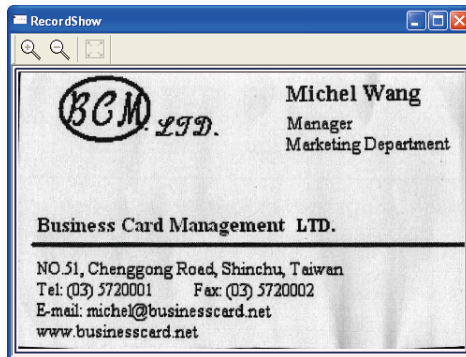 RecordShow
BCM. LTD.
Michel Wang
Manager
Marketing Department
Business Card Management LTD.
NO.51, Chenggong Road, Shinchu, Taiwan
Tel: (03) 5720001 Fax: (03) 5720002
E-mail: michel@businesscard.net
www.businesscard.net